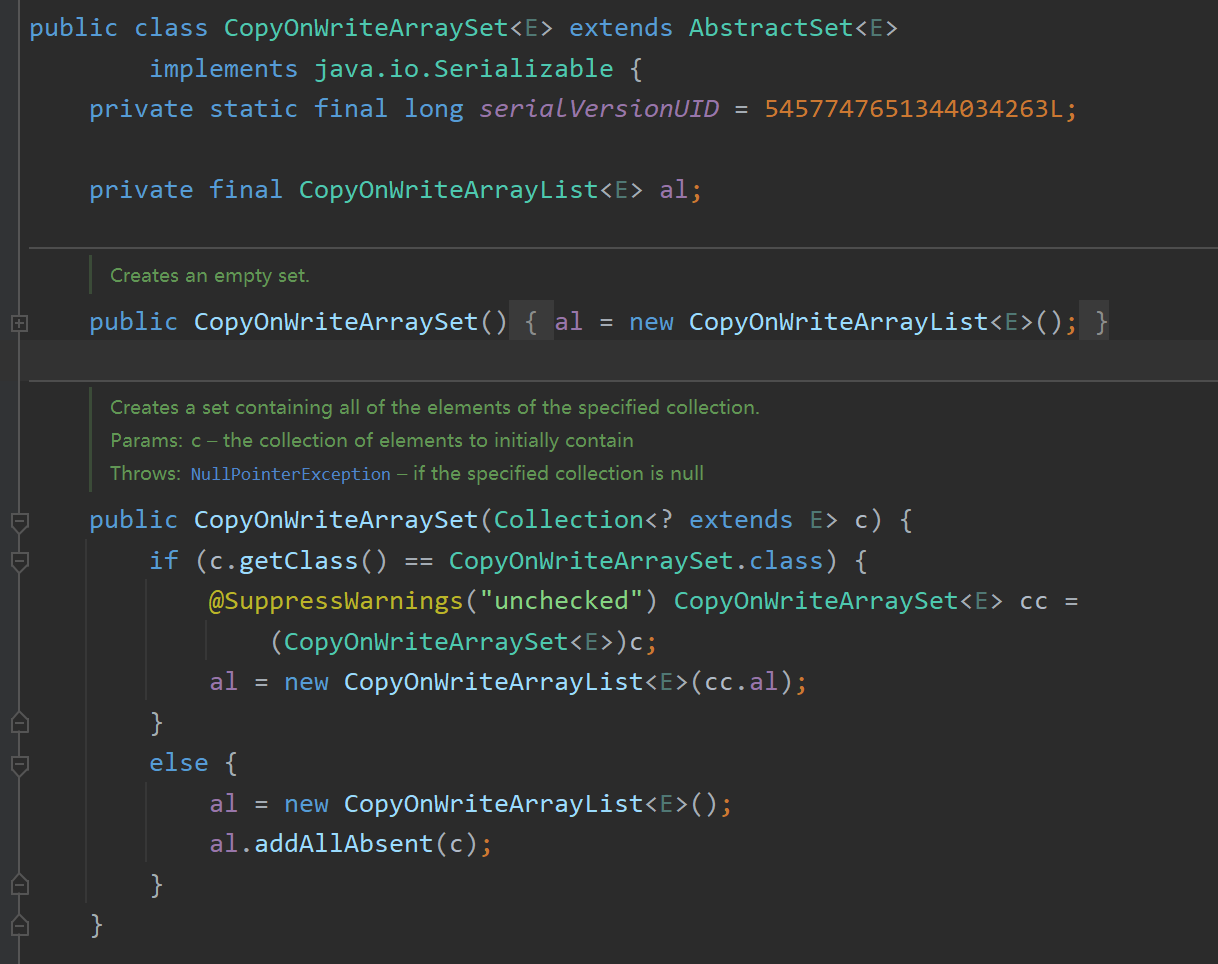 public class CopyOnWriteArraySet<E> extends AbstractSet<E>
        implements java.io.Serializable {
    private static final long serialVersionUID = 5457747651344034263L;

    private final CopyOnWriteArrayList<E> al;

    Creates an empty set.
    public CopyOnWriteArraySet() { al = new CopyOnWriteArrayList<E>(); }

    Creates a set containing all of the elements of the specified collection.
    Params: c – the collection of elements to initially contain
    Throws: NullPointerException – if the specified collection is null
    public CopyOnWriteArraySet(Collection<? extends E> c) {
        if (c.getClass() == CopyOnWriteArraySet.class) {
            @SuppressWarnings("unchecked") CopyOnWriteArraySet<E> cc =
                (CopyOnWriteArraySet<E>)c;
            al = new CopyOnWriteArrayList<E>(cc.al);
        }
        else {
            al = new CopyOnWriteArrayList<E>();
            al.addAllAbsent(c);
        }
    }